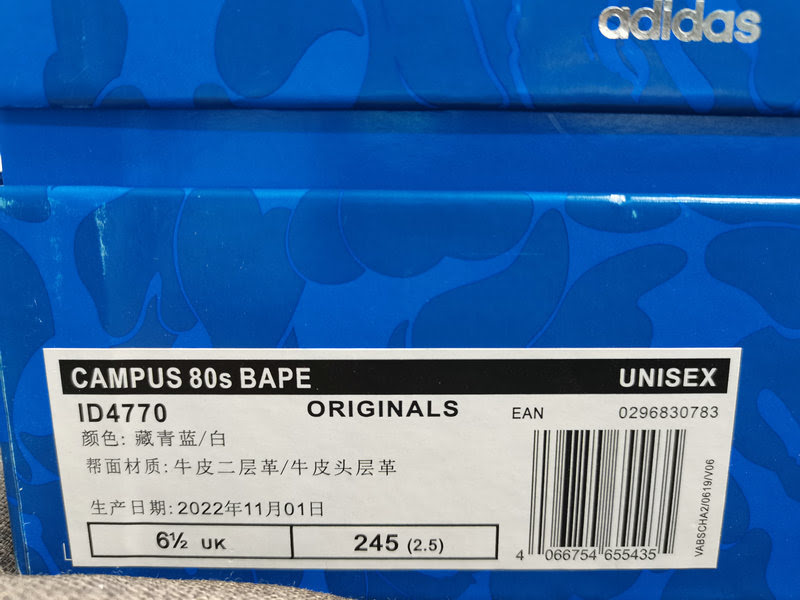 adidas
CAMPUS 80s BAPE UNISEX
ID4770 ORIGINALS EAN 0296830783
颜色: 藏青蓝/白
帮面材质: 牛皮二层革/牛皮头层革
生产日期: 2022年11月01日
6½ UK 245 (2.5)
4 066754 655435
VABSCHA2/0619/V06